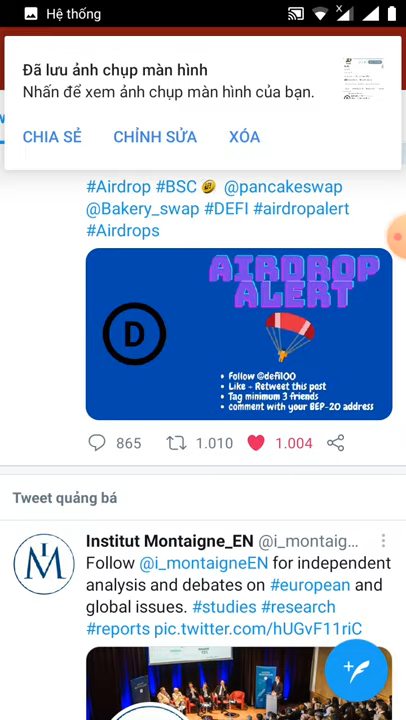 Hệ thống
Đã lưu ảnh chụp màn hình
Nhấn để xem ảnh chụp màn hình của bạn.
CHIA SẺ CHỈNH SỬA XÓA
#Airdrop #BSC @pancakeswap
@Bakery_swap #DEFI #airdropalert
#Airdrops
AIRDROP
ALERT
D
• Follow @defi100
• Like + Retweet this post
• Tag minimum 3 friends
• comment with your BEP-20 address
865 1.010 1.004
Tweet quảng bá
Institut Montaigne_EN @i_montaig...
Follow @i_montaigneEN for independent
analysis and debates on #european and
global issues. #studies #research
#reports pic.twitter.com/hUGvF11riC
M